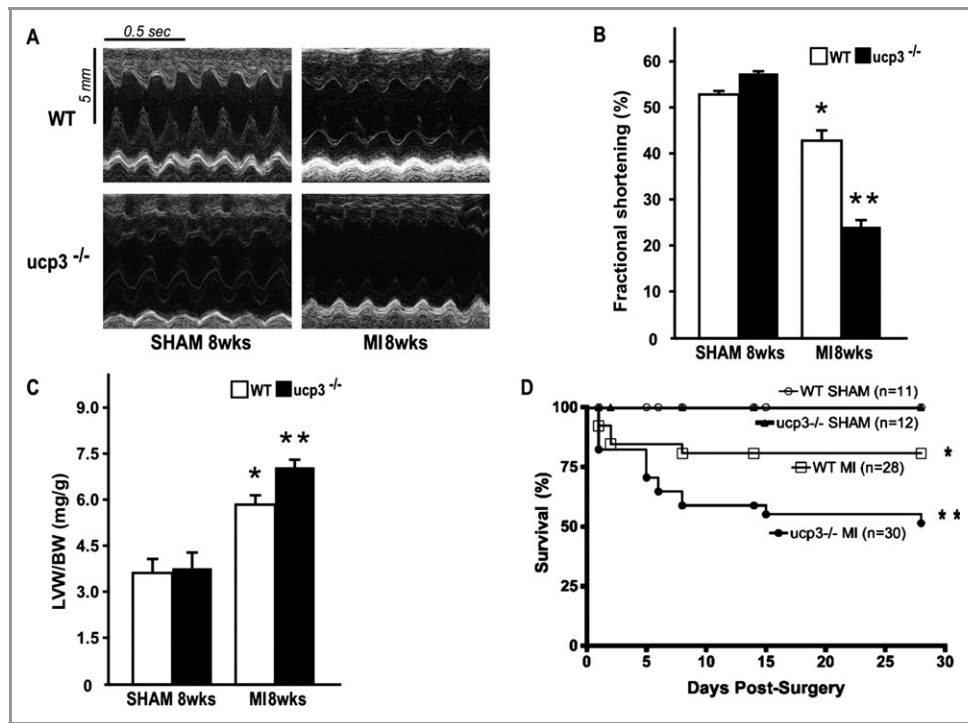 A
0.5 sec
5 mm
WT
ucp3 -/-
SHAM 8wks
MI8wks
B
WT ucp3 -/-
Fractional shortening (%)
60
50
40
30
20
10
0
*
**
SHAM 8wks
MI8wks
C
WT ucp3 -/-
LVW/BW (mg/g)
9.0
7.5
6.0
4.5
3.0
1.5
0
*
**
SHAM 8wks
MI8wks
D
WT SHAM (n=11)
ucp3-/- SHAM (n=12)
WT MI (n=28)
*
ucp3-/- MI (n=30)
**
Survival (%)
100
75
50
25
0
0 5 10 15 20 25 30
Days Post-Surgery